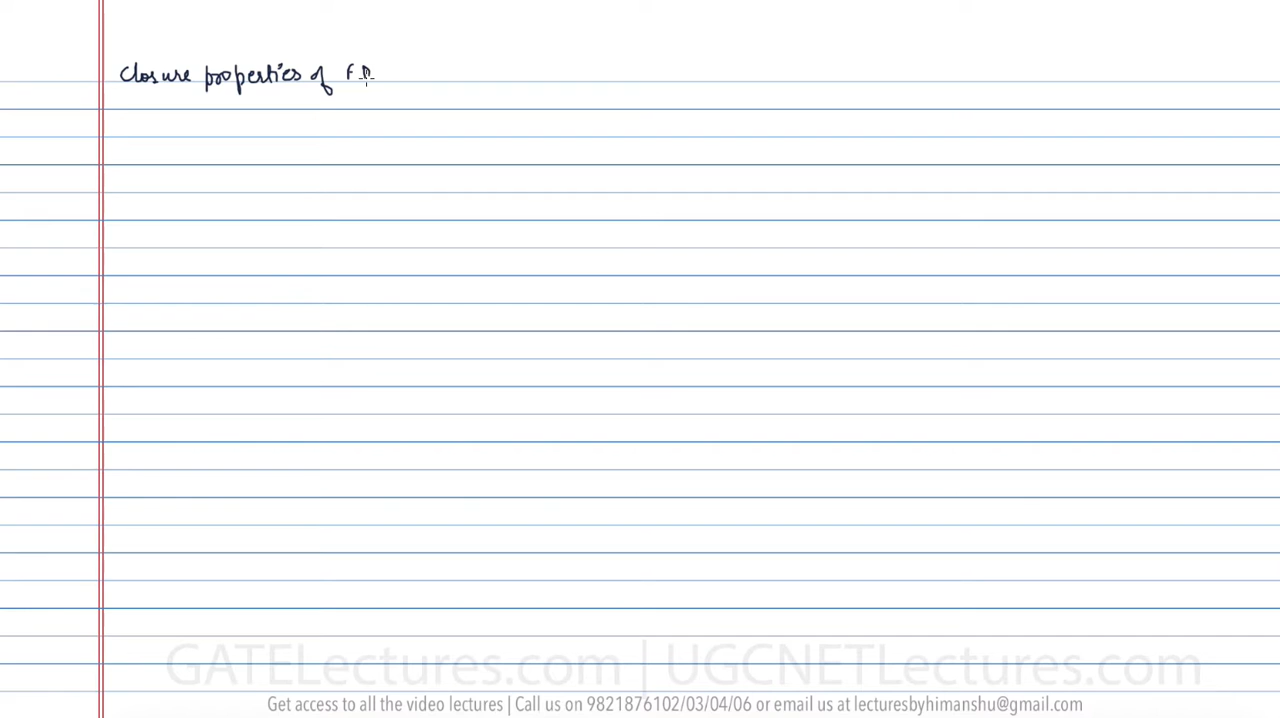 Closure properties of FD
GATELectures.com | UGCNETLectures.com
Get access to all the video lectures | Call us on 9821876102/03/04/06 or email us at lecturesbyhimanshu@gmail.com